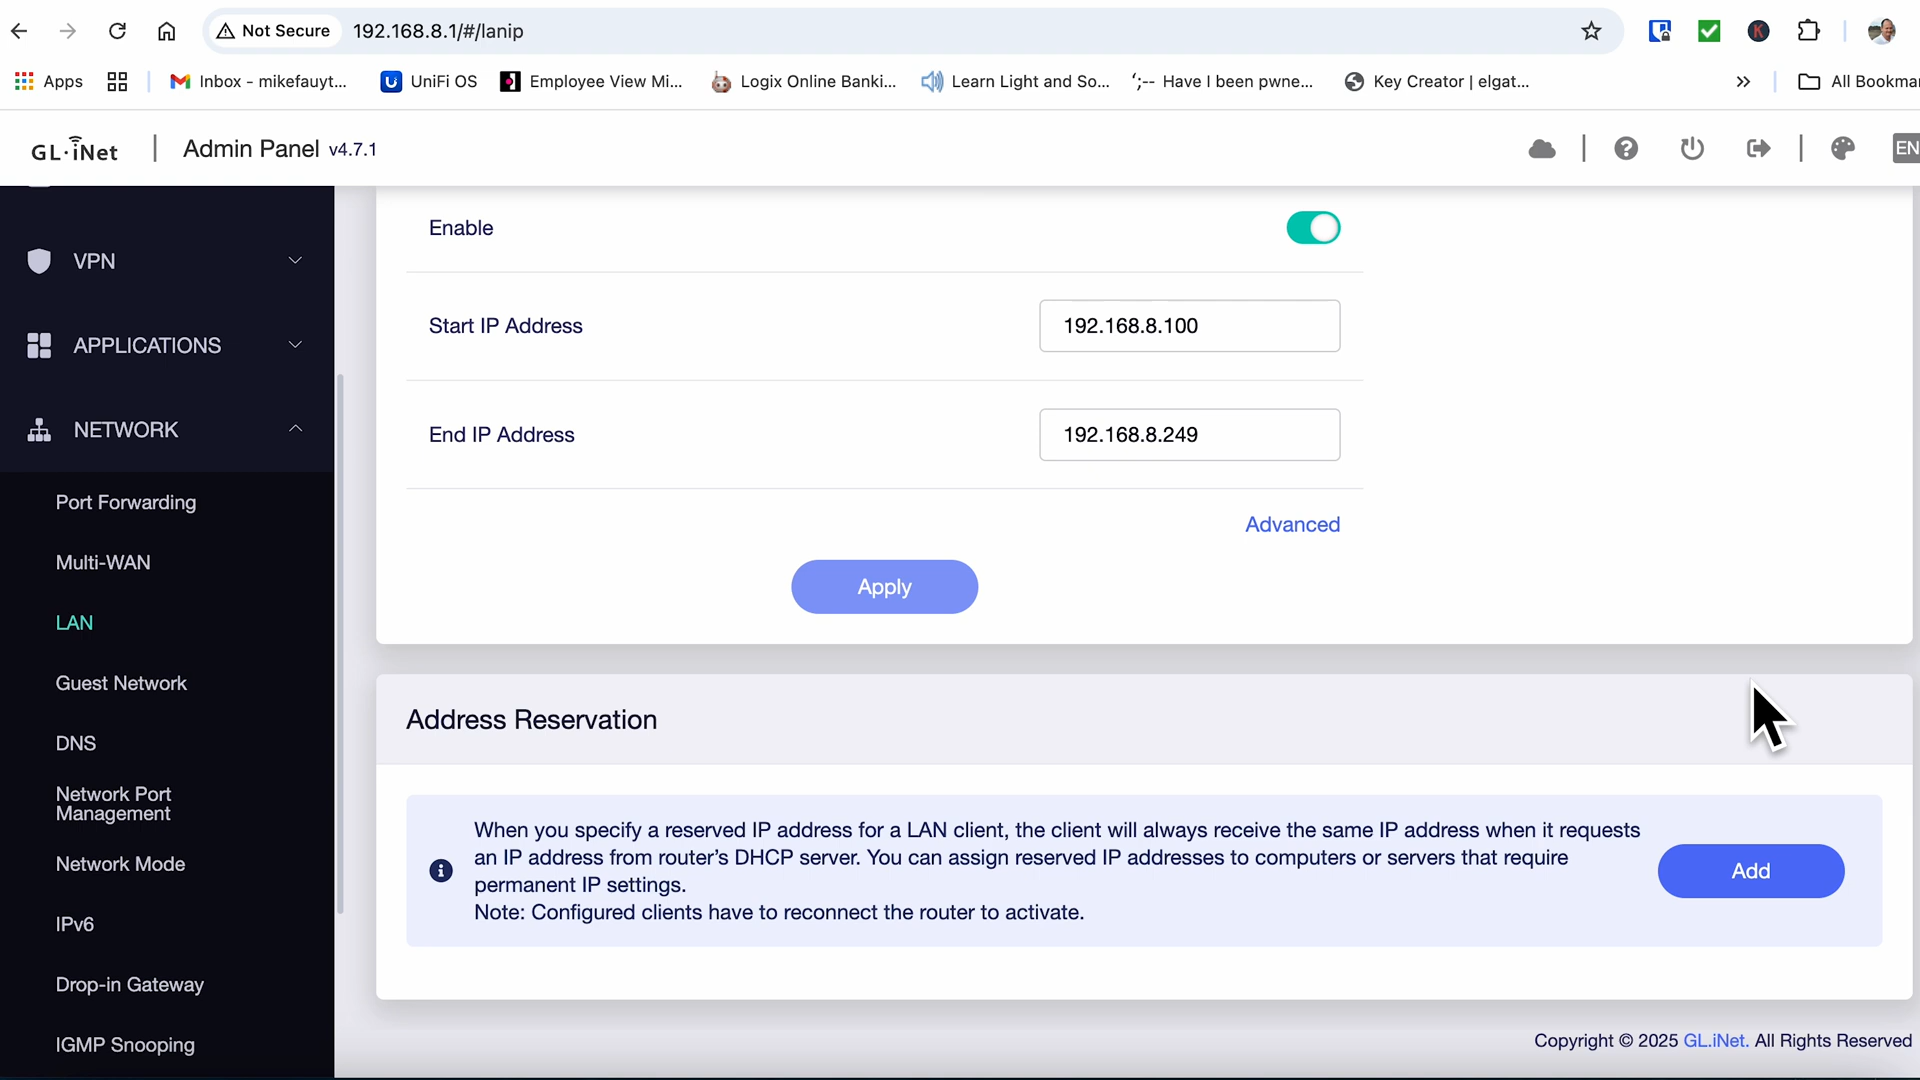 Not Secure 192.168.8.1/#/lanip
Apps Inbox - mikefauyt... UniFi OS Employee View Mi... Logix Online Banki... Learn Light and So... ';-- Have I been pwne... Key Creator | elgat... » All Bookmar
GL·iNet | Admin Panel v4.7.1 EN
VPN
APPLICATIONS
NETWORK
Port Forwarding
Multi-WAN
LAN
Guest Network
DNS
Network Port
Management
Network Mode
IPv6
Drop-in Gateway
IGMP Snooping
Enable
Start IP Address 192.168.8.100
End IP Address 192.168.8.249
Advanced
Apply
Address Reservation
When you specify a reserved IP address for a LAN client, the client will always receive the same IP address when it requests
an IP address from router's DHCP server. You can assign reserved IP addresses to computers or servers that require
permanent IP settings.
Note: Configured clients have to reconnect the router to activate.
Add
Copyright © 2025 GL.iNet. All Rights Reserved